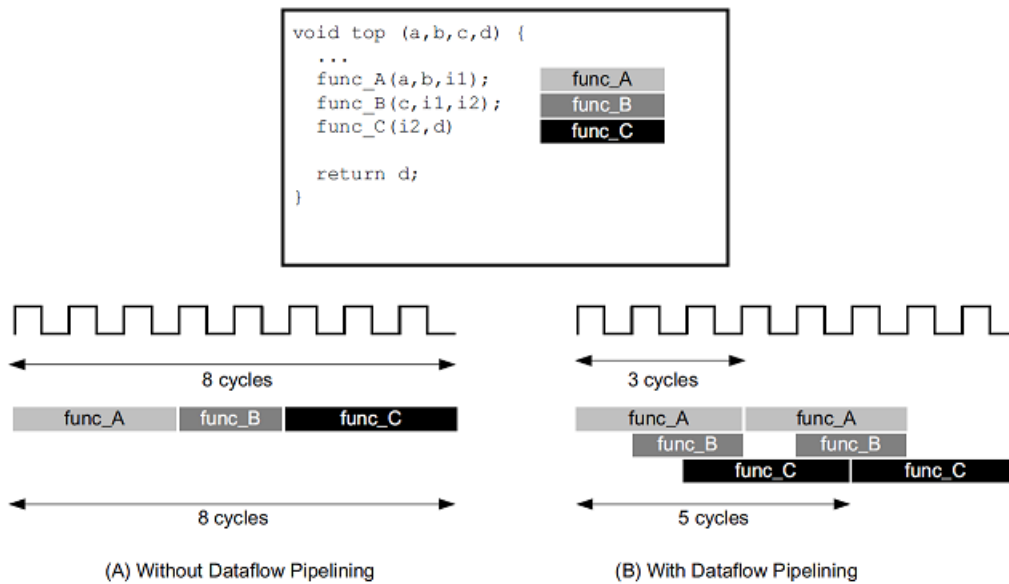 void top (a,b,c,d) {
...
func_A(a,b,i1);
func_B(c,i1,i2);
func_C(i2,d)
return d;
}
func_A
func_B
func_C
8 cycles
func_A func_B func_C
8 cycles
(A) Without Dataflow Pipelining
3 cycles
func_A func_A
func_B func_B
func_C func_C
5 cycles
(B) With Dataflow Pipelining